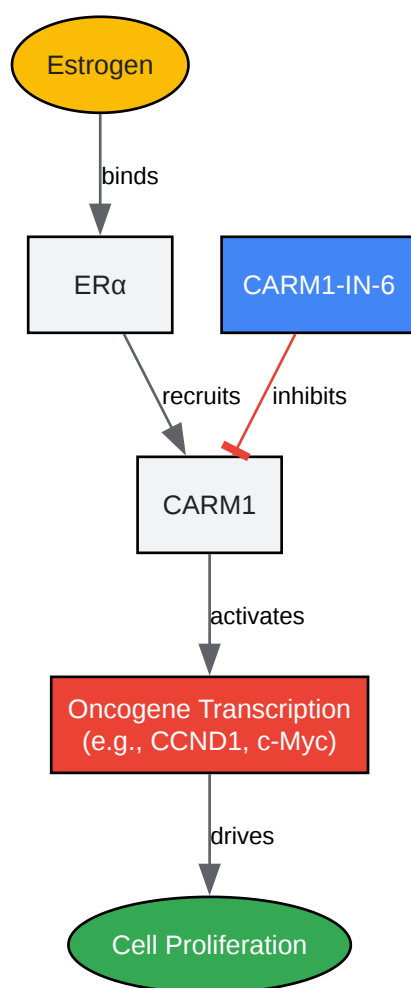 Estrogen
binds
ERα
CARM1-IN-6
recruits
inhibits
CARM1
activates
Oncogene Transcription
(e.g., CCND1, c-Myc)
drives
Cell Proliferation